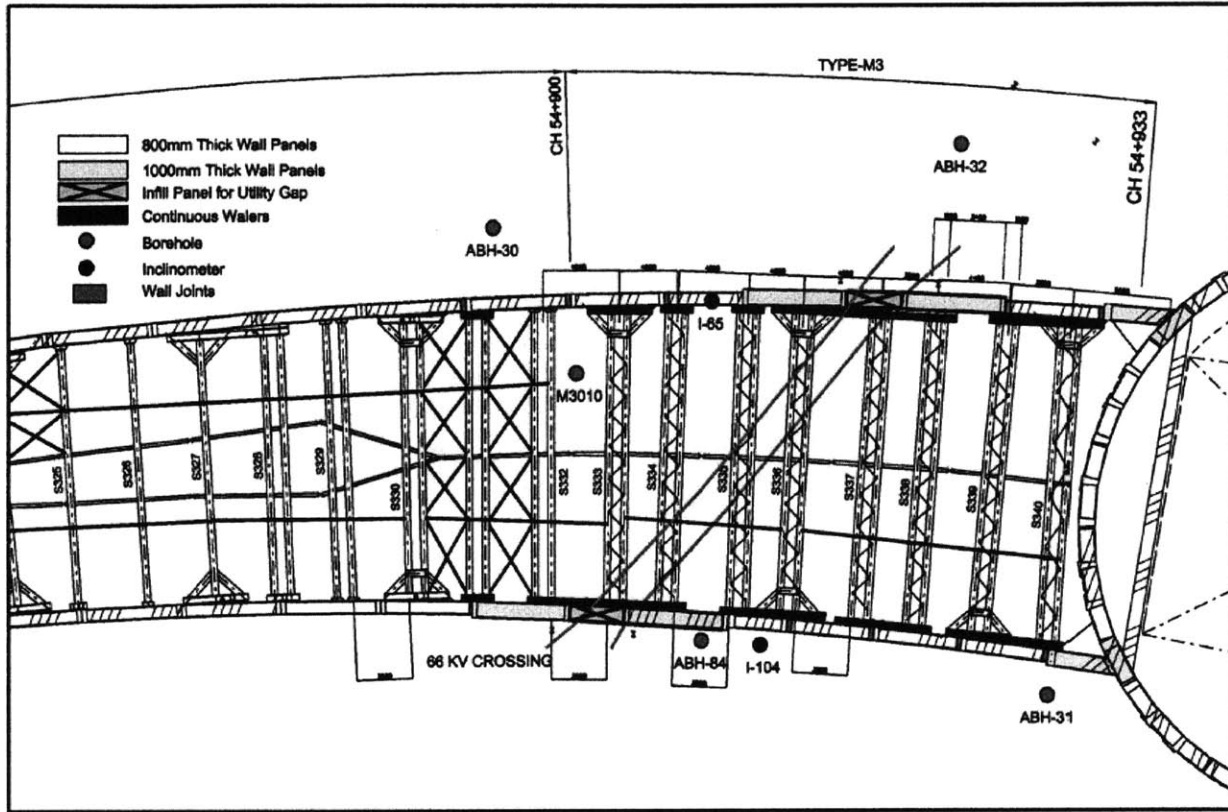 TYPE-M3
CH 54+900
CH 54+933
800mm Thick Wall Panels
1000mm Thick Wall Panels
Infill Panel for Utility Gap
Continuous Walers
Borehole
Inclinometer
Wall Joints
ABH-32
ABH-30
I-65
M3010
S325
S326
S327
S328
S329
S330
S332
S333
S334
S335
S336
S337
S338
S339
S340
66 KV CROSSING
ABH-84
I-104
ABH-31